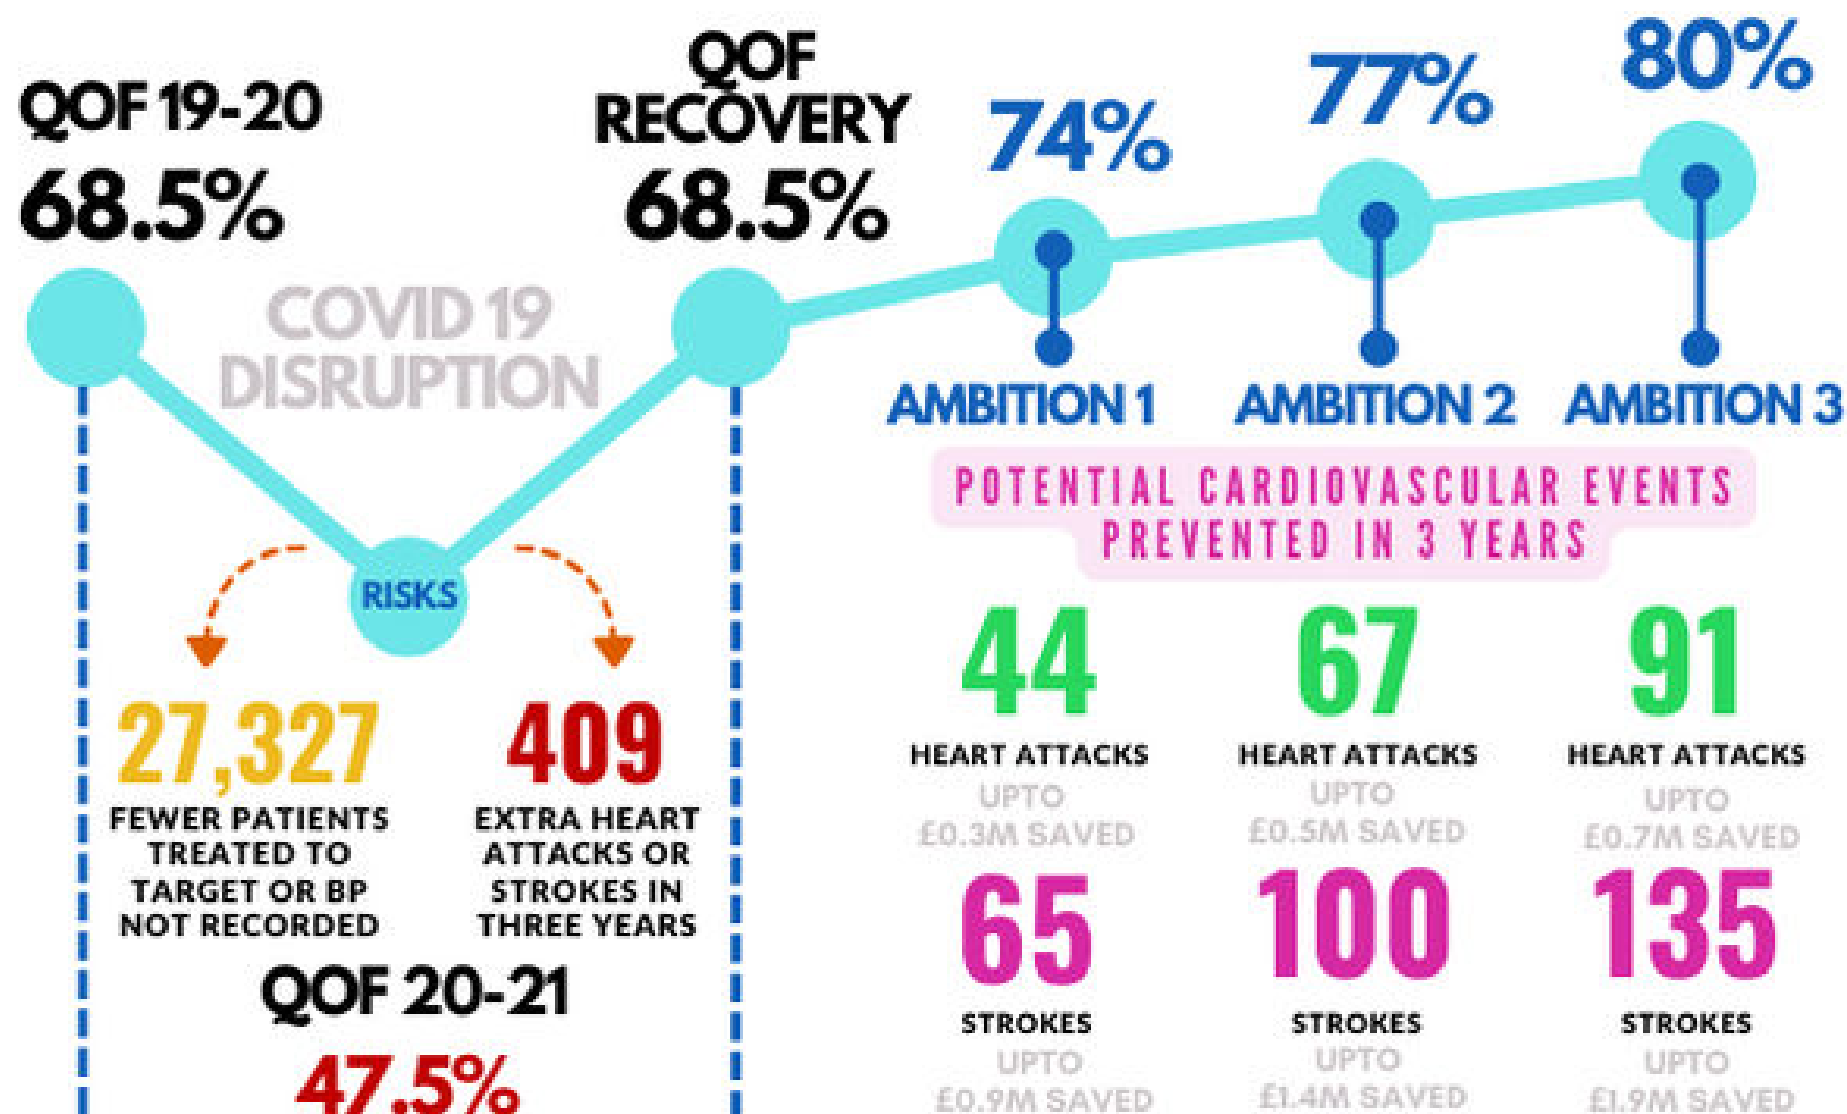 QOF 19-20
68.5%
COVID 19
DISRUPTION
QOF
RECOVERY
68.5%
74%
77%
80%
AMBITION 1
AMBITION 2
AMBITION 3
RISKS
27,327
FEWER PATIENTS
TREATED TO
TARGET OR BP
NOT RECORDED
409
EXTRA HEART
ATTACKS OR
STROKES IN
THREE YEARS
QOF 20-21
47.5%
POTENTIAL CARDIOVASCULAR EVENTS
PREVENTED IN 3 YEARS
44
HEART ATTACKS
UPTO
£0.3M SAVED
67
HEART ATTACKS
UPTO
£0.5M SAVED
91
HEART ATTACKS
UPTO
£0.7M SAVED
65
STROKES
UPTO
£0.9M SAVED
100
STROKES
UPTO
£1.4M SAVED
135
STROKES
UPTO
£1.9M SAVED